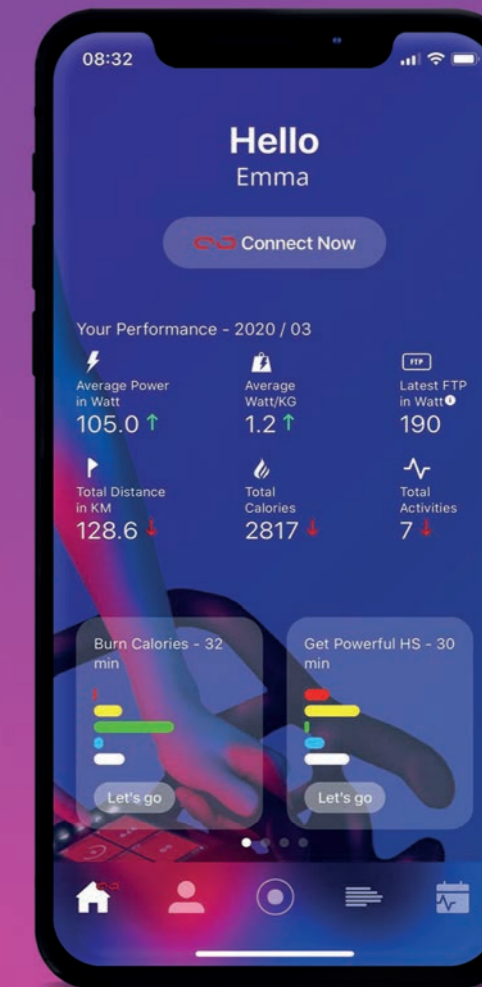 08:32
Hello
Emma
Connect Now
Your Performance - 2020 / 03
Average Power
in Watt
105.0 ↑
Average
Watt/KG
1.2 ↑
FTP
Latest FTP
in Watt
190
Total Distance
in KM
128.6 ↓
Total
Calories
2817 ↓
Total
Activities
7 ↓
Burn Calories - 32
min
Let's go
Get Powerful HS - 30
min
Let's go